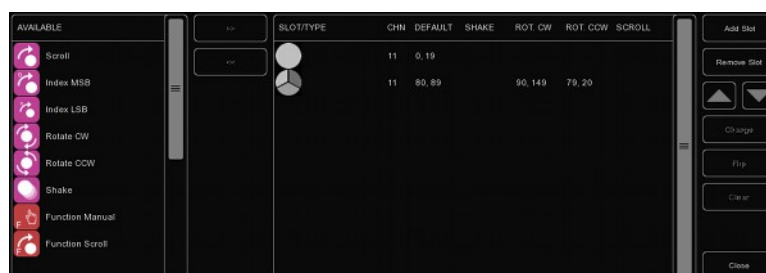 AVAILABLE
Scroll
Index MSB
Index LSB
Rotate CW
Rotate CCW
Shake
F Function Manual
F Function Scroll
>>
<<
SLOT/TYPE CHN DEFAULT SHAKE ROT. CW ROT. CCW SCROLL
11 0, 19
11 80, 89 90, 149 79, 20
Add Slot
Remove Slot
Change
Flip
Clear
Close